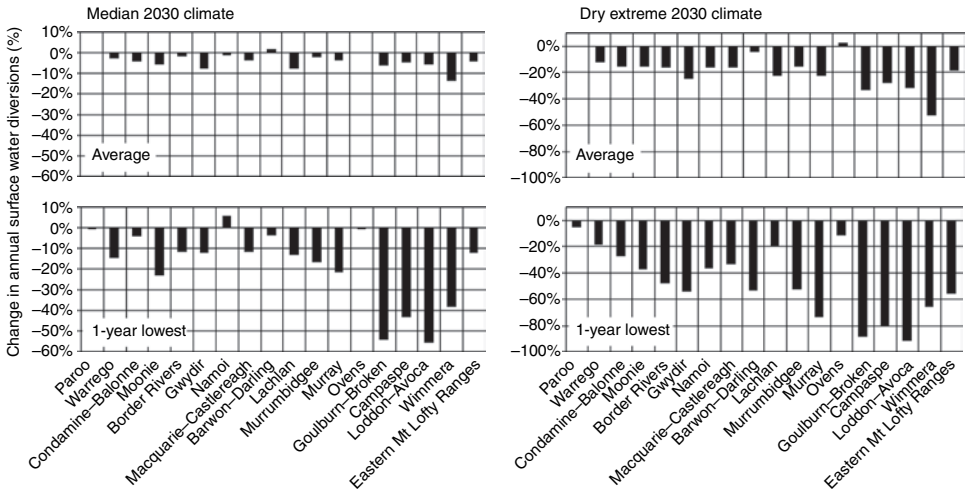 Median 2030 climate
Dry extreme 2030 climate
Change in annual surface water diversions (%)
10%
0%
–10%
–20%
–30%
–40%
–50%
–60%
Average
0%
–20%
–40%
–60%
–80%
–100%
Average
10%
0%
–10%
–20%
–30%
–40%
–50%
–60%
1-year lowest
0%
–20%
–40%
–60%
–80%
–100%
1-year lowest
Paroo
Warrego
Condamine–Balonne
Moonie
Border Rivers
Gwydir
Namoi
Macquarie–Castlereagh
Barwon–Darling
Lachlan
Murrumbidgee
Murray
Ovens
Goulburn–Broken
Campaspe
Loddon–Avoca
Wimmera
Eastern Mt Lofty Ranges
Paroo
Warrego
Condamine–Balonne
Moonie
Border Rivers
Gwydir
Namoi
Macquarie–Castlereagh
Barwon–Darling
Lachlan
Murrumbidgee
Murray
Ovens
Goulburn–Broken
Campaspe
Loddon–Avoca
Wimmera
Eastern Mt Lofty Ranges